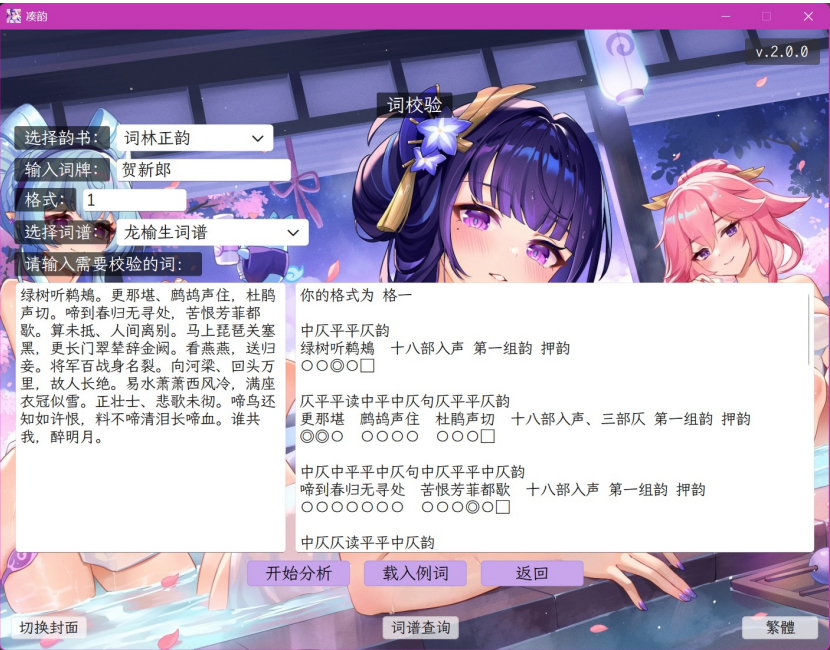 凑韵
v.2.0.0
词校验
选择韵书： 词林正韵
输入词牌： 贺新郎
格式： 1
选择词谱： 龙榆生词谱
请输入需要校验的词：
绿树听鹈鴂。更那堪、鹧鸪声住，杜鹃
声切。啼到春归无寻处，苦恨芳菲都
歇。算未抵、人间离别。马上琵琶关塞
黑，更长门翠辇辞金阙。看燕燕，送归
妾。将军百战身名裂。向河梁、回头万
里，故人长绝。易水萧萧西风冷，满座
衣冠似雪。正壮士、悲歌未彻。啼鸟还
知如许恨，料不啼清泪长啼血。谁共
我，醉明月。
你的格式为 格一
中仄平平仄韵
绿树听鹈鴂 十八部入声 第一组韵 押韵
○○◎○□
仄平平读中平中仄句仄平平仄韵
更那堪 鹧鸪声住 杜鹃声切 十八部入声、三部仄 第一组韵 押韵
◎◎○ ○○○○ ○○○□
中仄中平平中仄句中仄平平中仄韵
啼到春归无寻处 苦恨芳菲都歇 十八部入声 第一组韵 押韵
○○○○○○○ ○○○◎○□
中仄仄读平平中仄韵
开始分析
载入例词
返回
切换封面
词谱查询
繁體